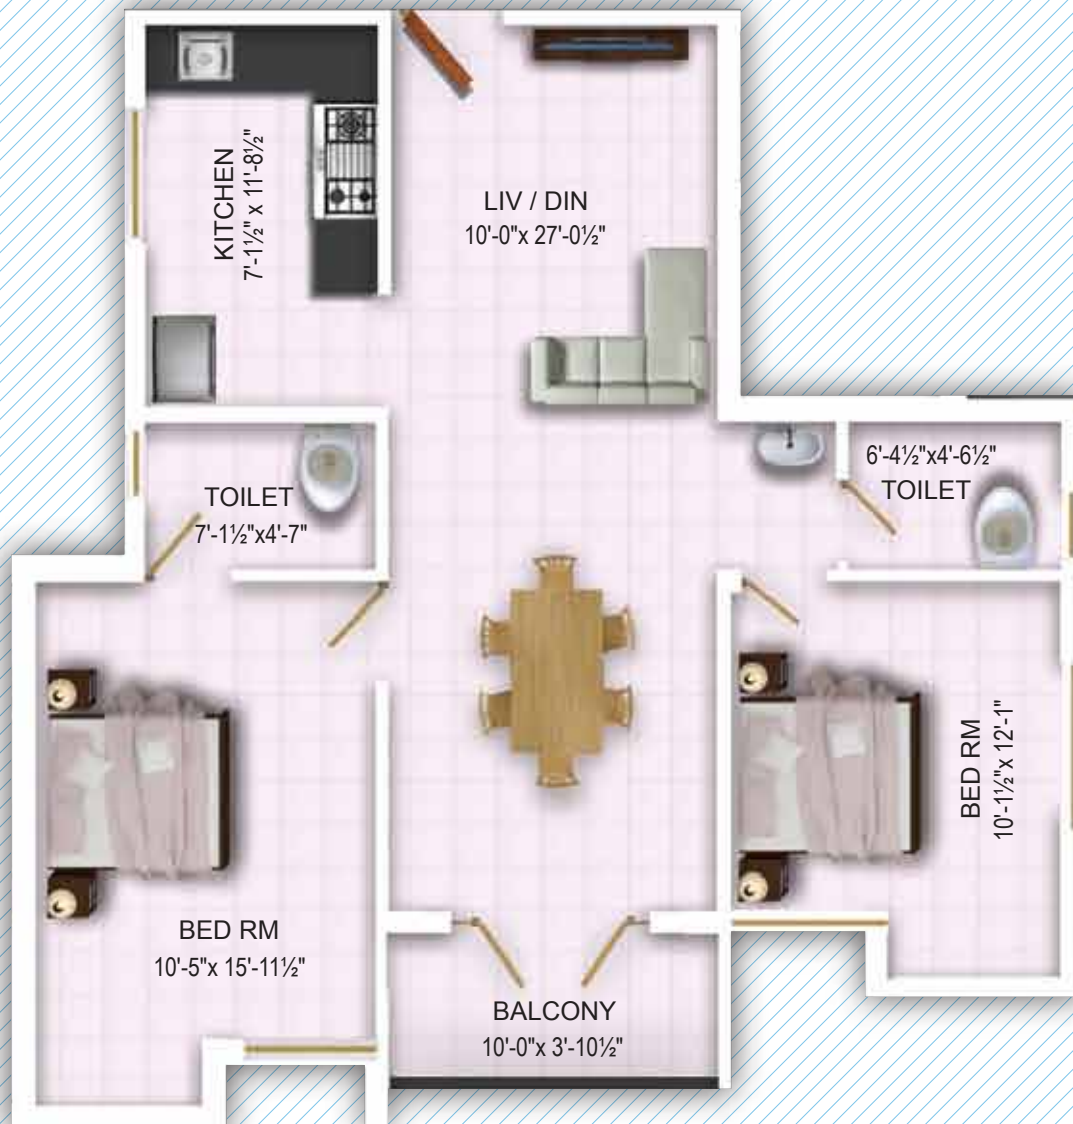 KITCHEN
7'-1½" x 11'-8½"
LIV / DIN
10'-0"x 27'-0½"
TOILET
7'-1½"x4'-7"
6'-4½"x4'-6½"
TOILET
BED RM
10'-1½"x 12'-1"
BED RM
10'-5"x 15'-11½"
BALCONY
10'-0"x 3'-10½"